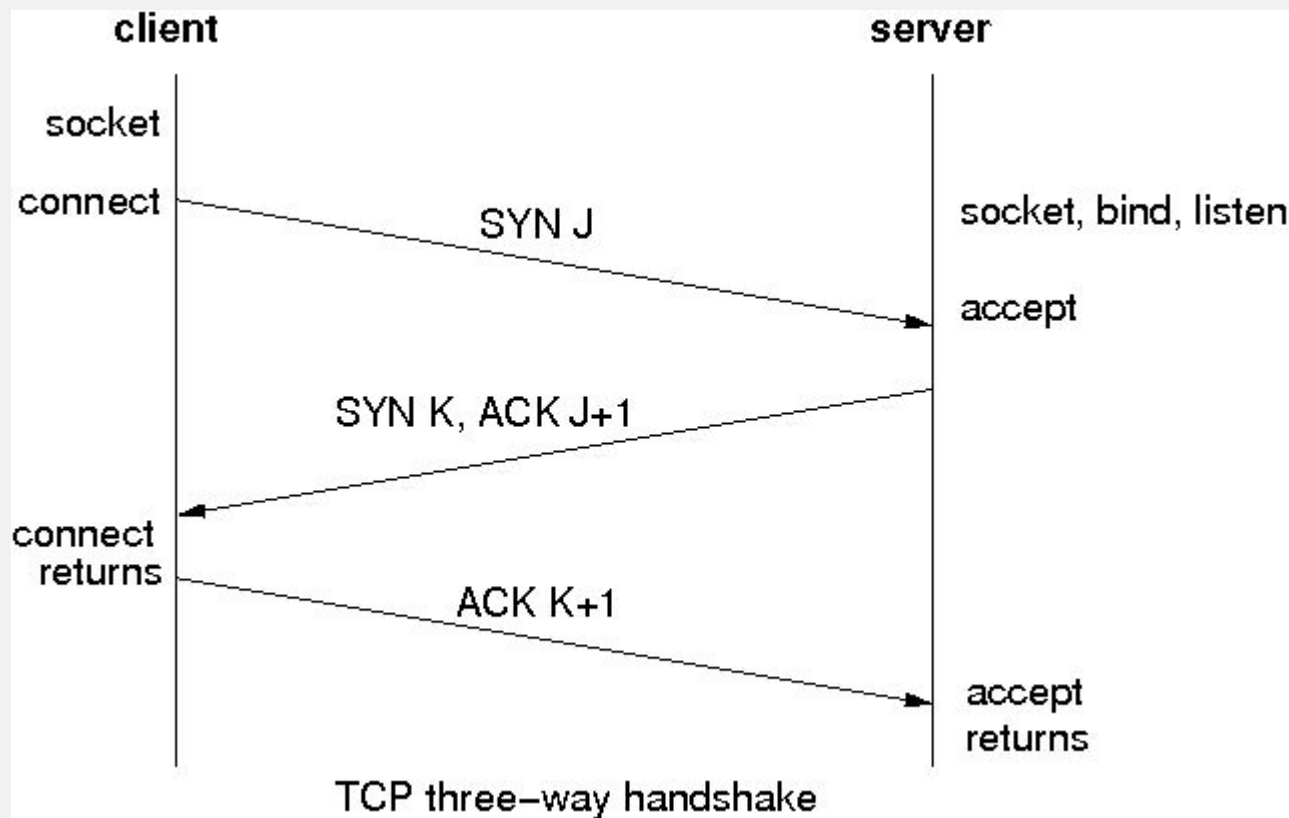 client
server
socket
connect
SYN J
socket, bind, listen
accept
SYN K, ACK J+1
connect
returns
ACK K+1
accept
returns
TCP three-way handshake